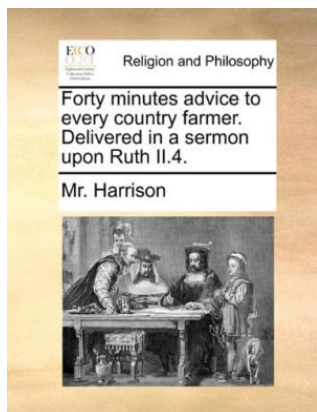 ECCO
Religion and Philosophy
Forty minutes advice to
every country farmer.
Delivered in a sermon
upon Ruth II.4.
Mr. Harrison